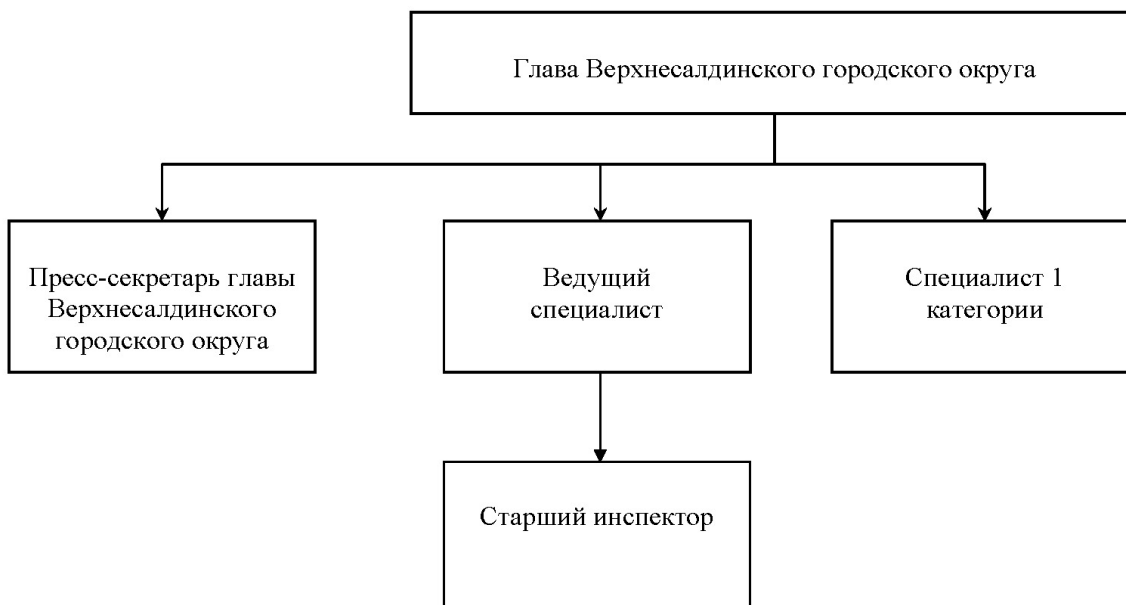 Глава Верхнесалдинского городского округа
Пресс-секретарь главы
Верхнесалдинского
городского округа
Ведущий
специалист
Специалист 1
категории
Старший инспектор